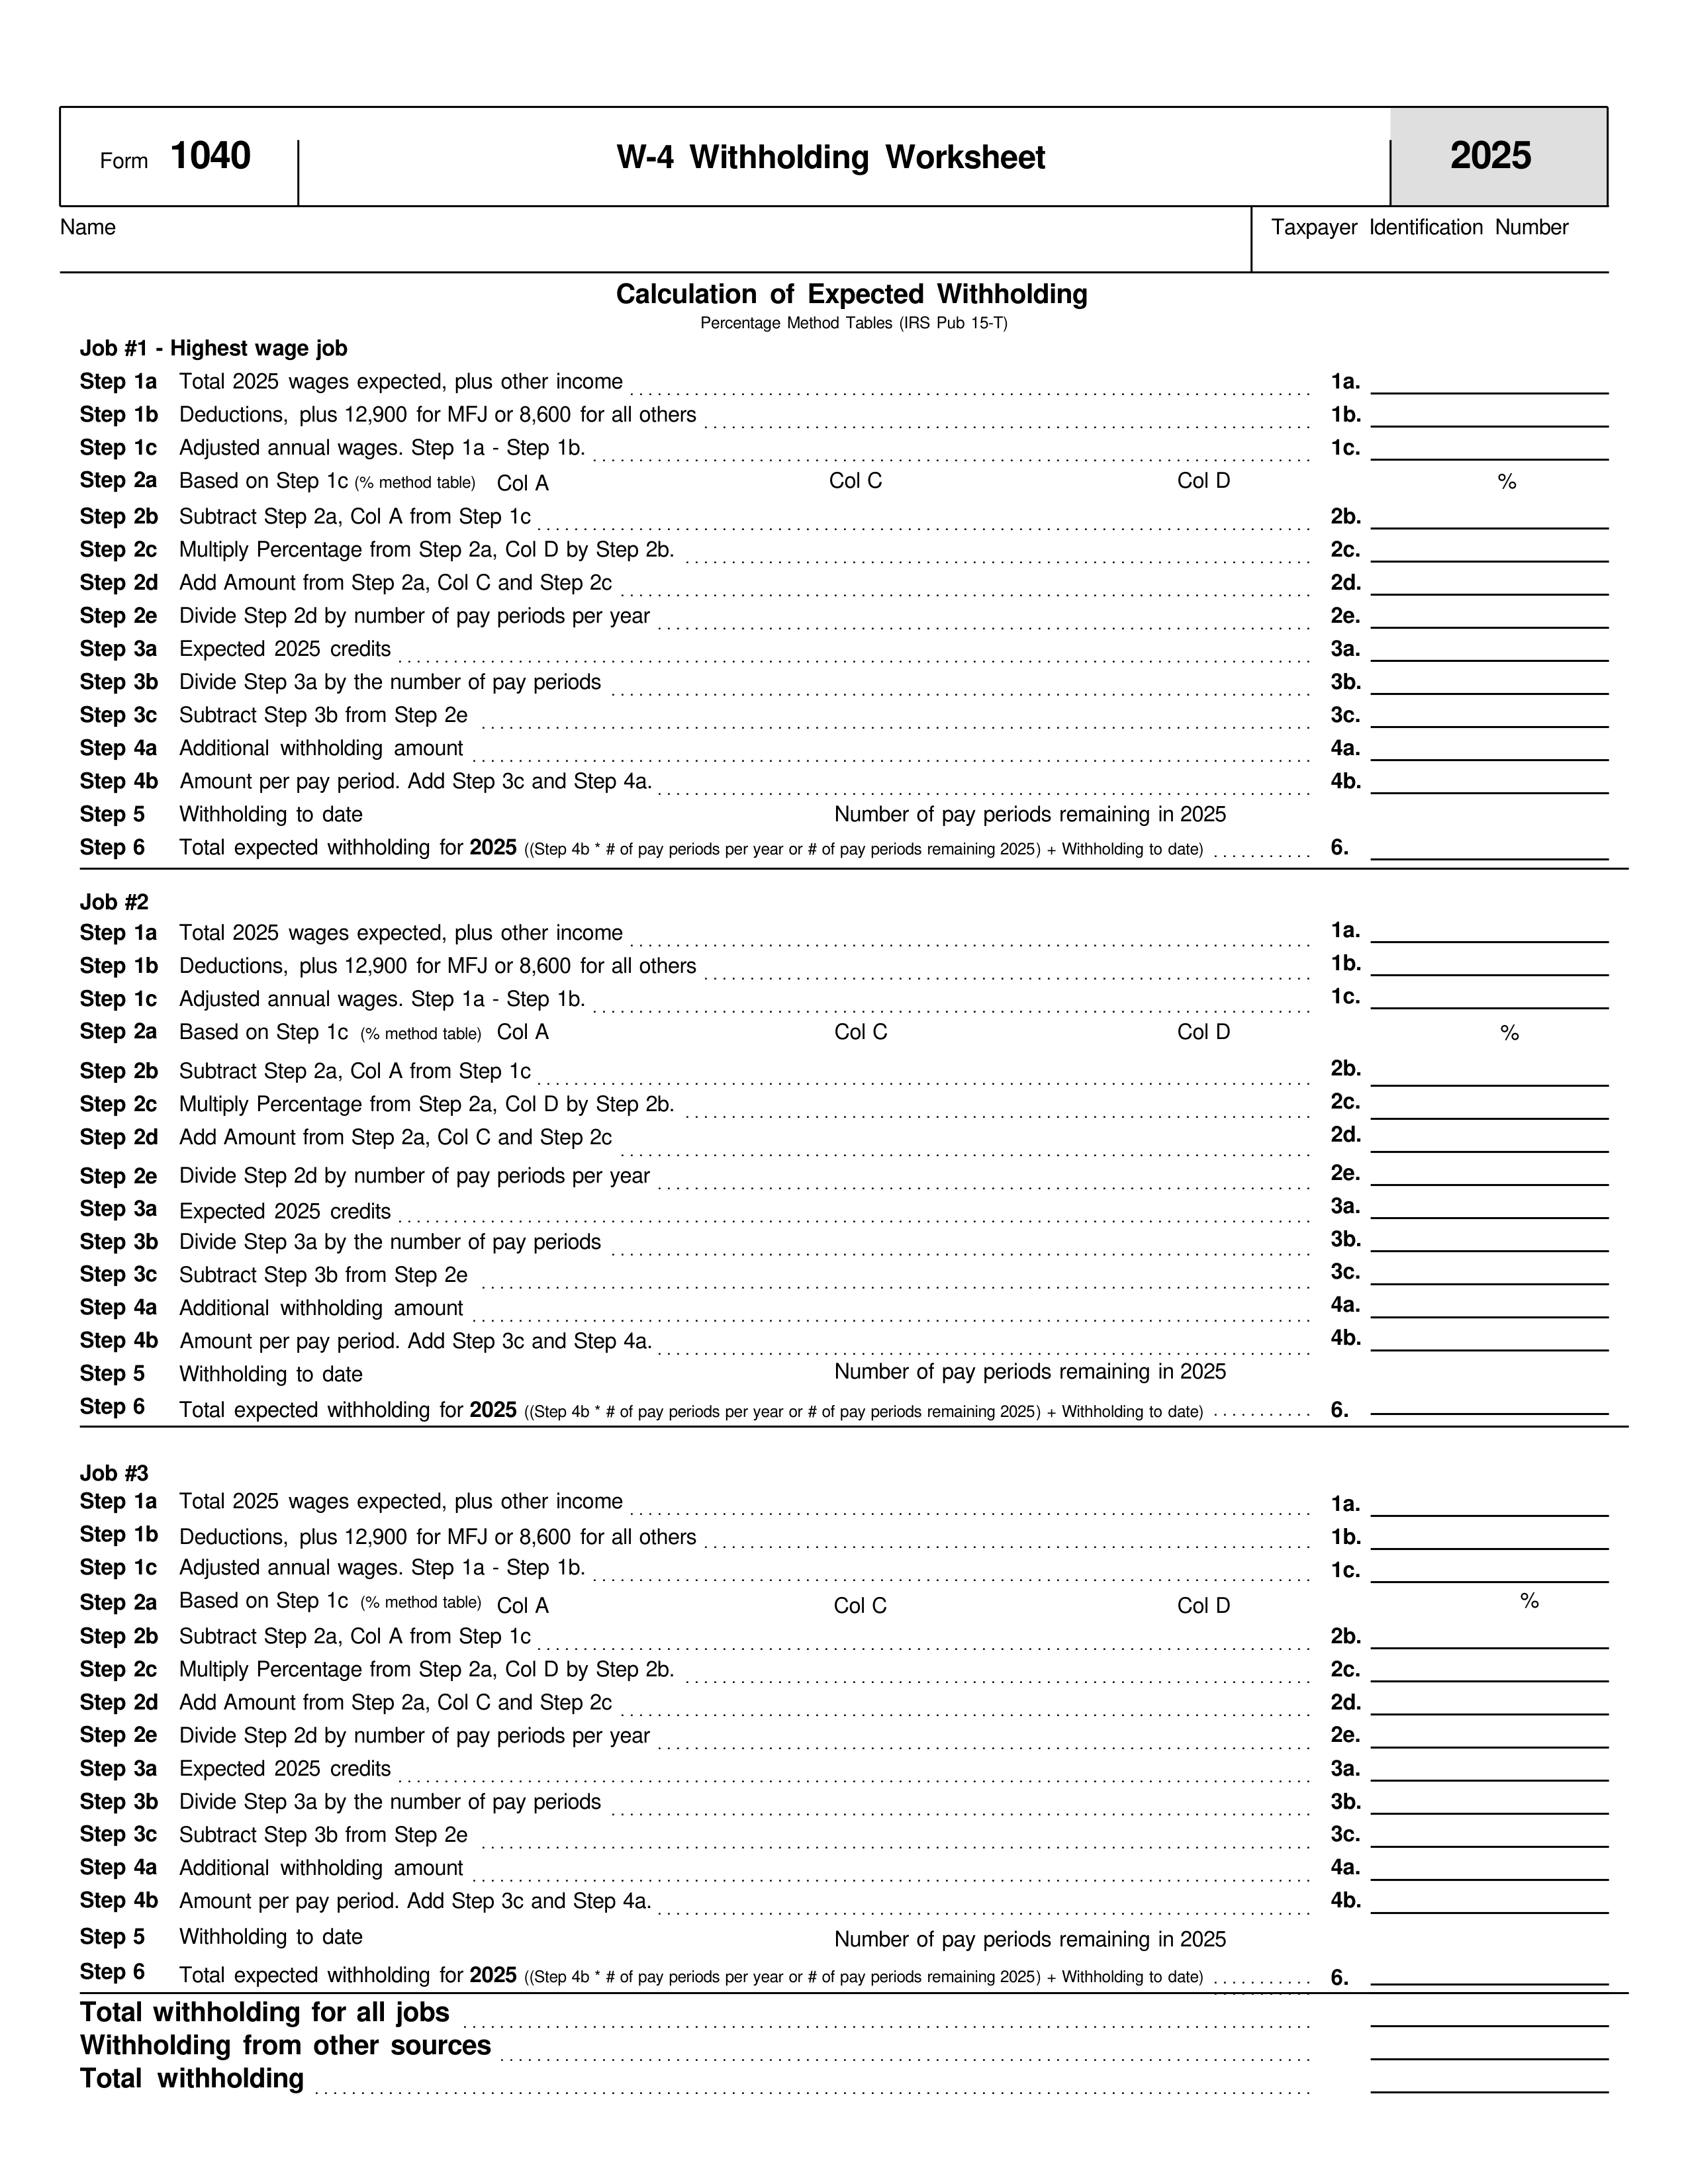 Form 1040 W-4 Withholding Worksheet 2025
Name Taxpayer Identification Number
Calculation of Expected Withholding
Percentage Method Tables (IRS Pub 15-T)
Job #1 - Highest wage job
Step 1a Total 2025 wages expected, plus other income 1a.
Step 1b Deductions, plus 12,900 for MFJ or 8,600 for all others 1b.
Step 1c Adjusted annual wages. Step 1a - Step 1b. 1c.
Step 2a Based on Step 1c (% method table) Col A Col C Col D %
Step 2b Subtract Step 2a, Col A from Step 1c 2b.
Step 2c Multiply Percentage from Step 2a, Col D by Step 2b. 2c.
Step 2d Add Amount from Step 2a, Col C and Step 2c 2d.
Step 2e Divide Step 2d by number of pay periods per year 2e.
Step 3a Expected 2025 credits 3a.
Step 3b Divide Step 3a by the number of pay periods 3b.
Step 3c Subtract Step 3b from Step 2e 3c.
Step 4a Additional withholding amount 4a.
Step 4b Amount per pay period. Add Step 3c and Step 4a. 4b.
Step 5 Withholding to date Number of pay periods remaining in 2025
Step 6 Total expected withholding for 2025 ((Step 4b * # of pay periods per year or # of pay periods remaining 2025) + Withholding to date) 6.
Job #2
Step 1a Total 2025 wages expected, plus other income 1a.
Step 1b Deductions, plus 12,900 for MFJ or 8,600 for all others 1b.
Step 1c Adjusted annual wages. Step 1a - Step 1b. 1c.
Step 2a Based on Step 1c (% method table) Col A Col C Col D %
Step 2b Subtract Step 2a, Col A from Step 1c 2b.
Step 2c Multiply Percentage from Step 2a, Col D by Step 2b. 2c.
Step 2d Add Amount from Step 2a, Col C and Step 2c 2d.
Step 2e Divide Step 2d by number of pay periods per year 2e.
Step 3a Expected 2025 credits 3a.
Step 3b Divide Step 3a by the number of pay periods 3b.
Step 3c Subtract Step 3b from Step 2e 3c.
Step 4a Additional withholding amount 4a.
Step 4b Amount per pay period. Add Step 3c and Step 4a. 4b.
Step 5 Withholding to date Number of pay periods remaining in 2025
Step 6 Total expected withholding for 2025 ((Step 4b * # of pay periods per year or # of pay periods remaining 2025) + Withholding to date) 6.
Job #3
Step 1a Total 2025 wages expected, plus other income 1a.
Step 1b Deductions, plus 12,900 for MFJ or 8,600 for all others 1b.
Step 1c Adjusted annual wages. Step 1a - Step 1b. 1c.
Step 2a Based on Step 1c (% method table) Col A Col C Col D %
Step 2b Subtract Step 2a, Col A from Step 1c 2b.
Step 2c Multiply Percentage from Step 2a, Col D by Step 2b. 2c.
Step 2d Add Amount from Step 2a, Col C and Step 2c 2d.
Step 2e Divide Step 2d by number of pay periods per year 2e.
Step 3a Expected 2025 credits 3a.
Step 3b Divide Step 3a by the number of pay periods 3b.
Step 3c Subtract Step 3b from Step 2e 3c.
Step 4a Additional withholding amount 4a.
Step 4b Amount per pay period. Add Step 3c and Step 4a. 4b.
Step 5 Withholding to date Number of pay periods remaining in 2025
Step 6 Total expected withholding for 2025 ((Step 4b * # of pay periods per year or # of pay periods remaining 2025) + Withholding to date) 6.
Total withholding for all jobs
Withholding from other sources
Total withholding